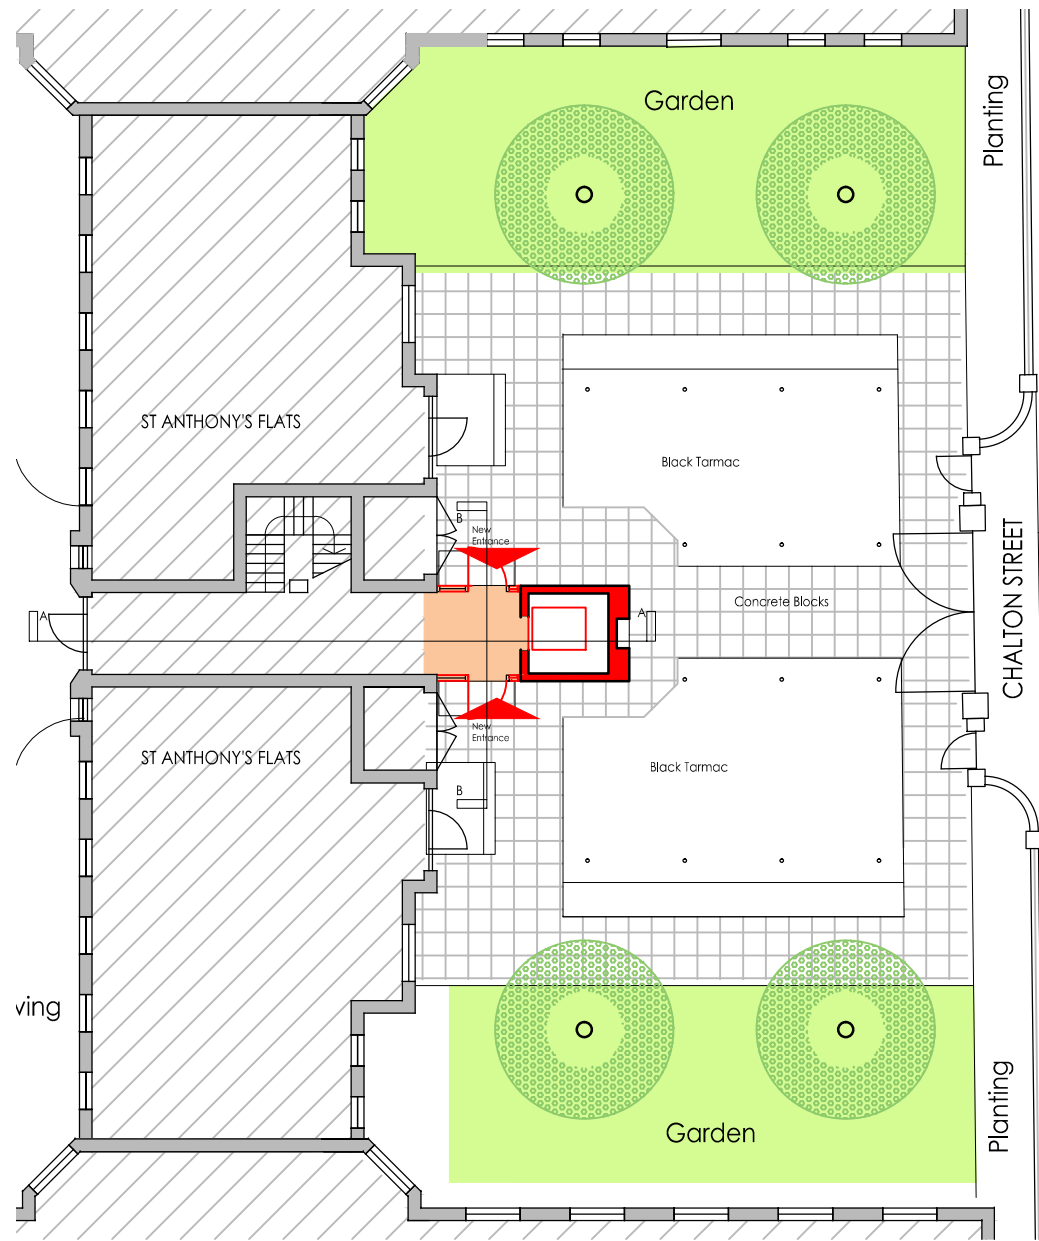 Garden
Planting
ST ANTHONY'S FLATS
Black Tarmac
B
New
Entrance
CHALTON STREET
Concrete Blocks
A
A
New
Entrance
ST ANTHONY'S FLATS
Black Tarmac
B
ving
Planting
Garden